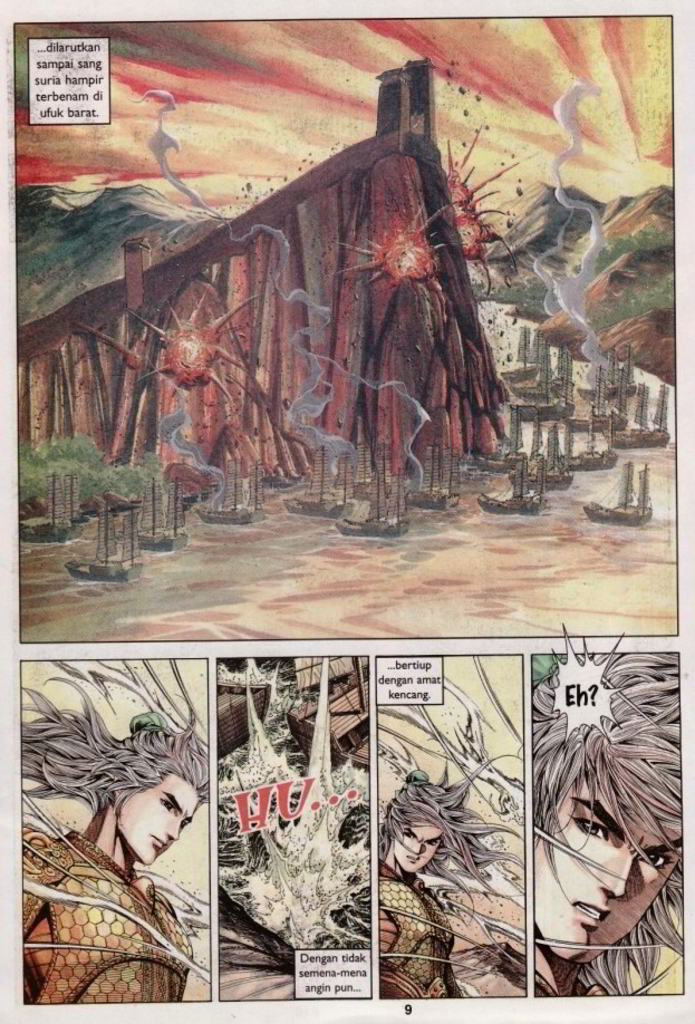 ...dilarutkan
sampai sang
suria hampir
terbenam di
ufuk barat.
HU...
Dengan tidak
semena-mena
angin pun...
...bertiup
dengan amat
kencang.
Eh?
9